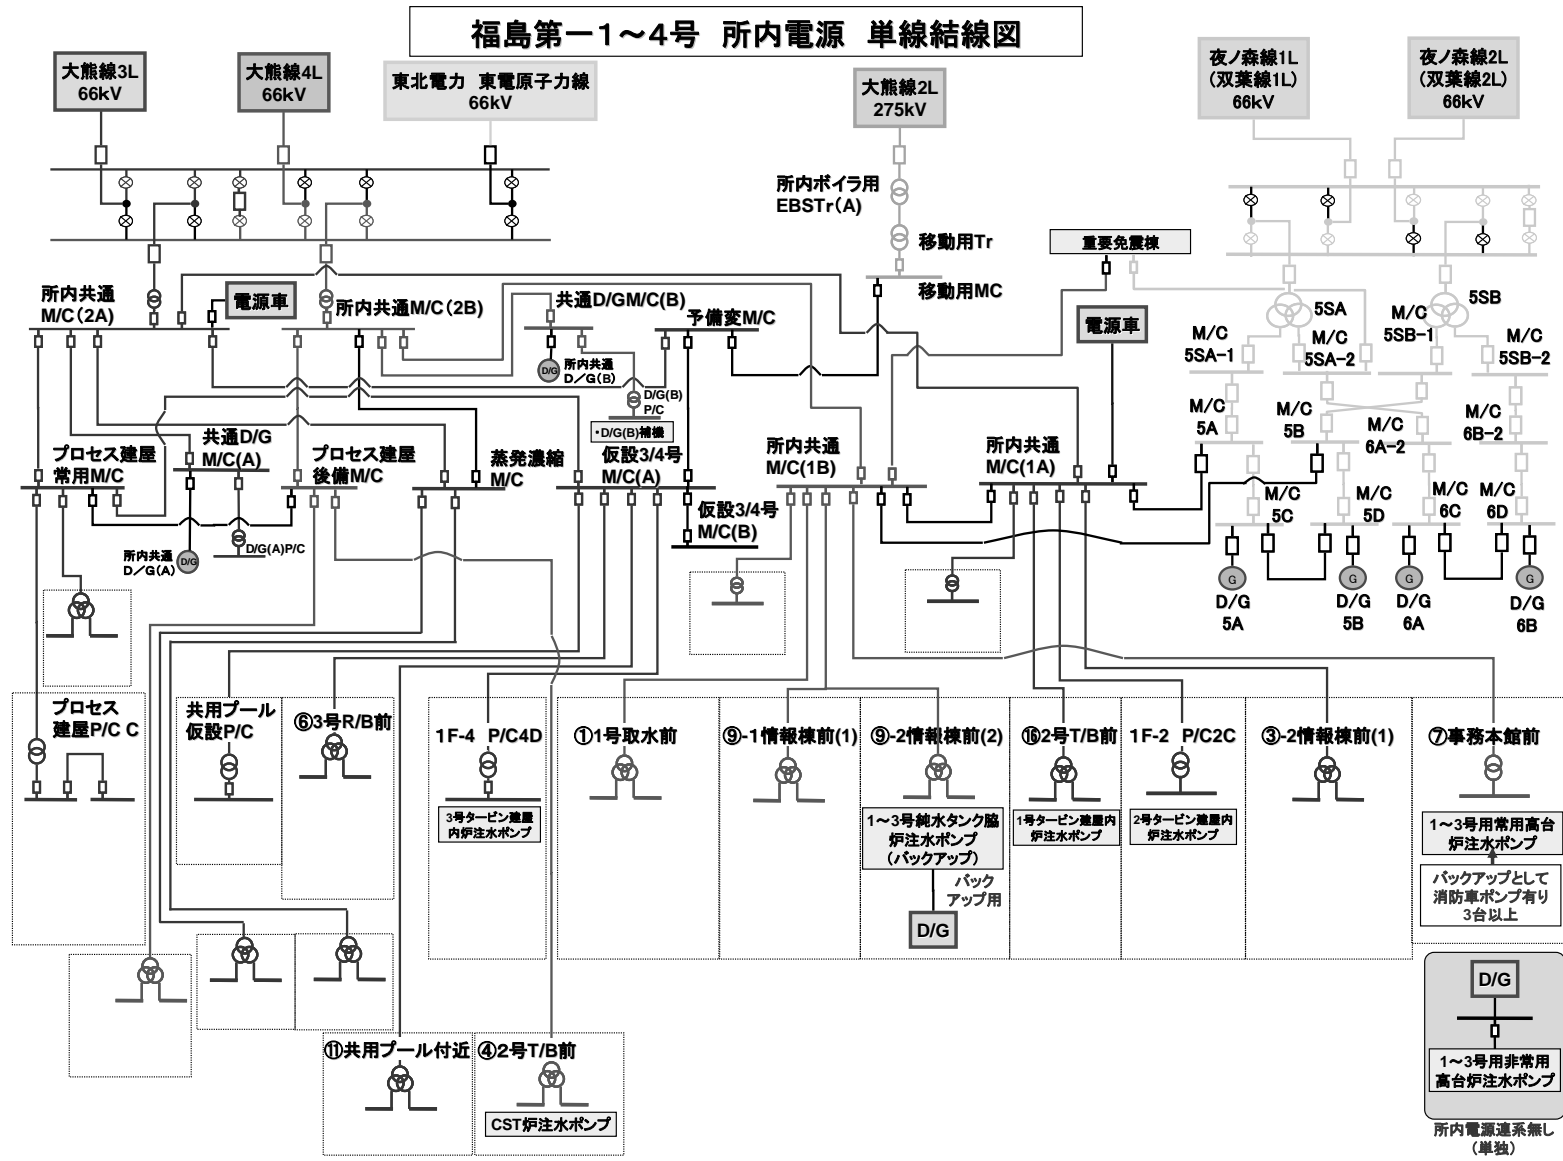 福島第一1～4号　所内電源　単線結線図
大熊線3L
66kV
大熊線4L
66kV
東北電力　東電原子力線
66kV
大熊線2L
275kV
夜ノ森線1L
(双葉線1L)
66kV
夜ノ森線2L
(双葉線2L)
66kV
所内ボイラ用
EBSTr(A)
移動用Tr
移動用MC
重要免震棟
所内共通
M/C(2A)
電源車
所内共通M/C(2B)
共通D/GM/C(B)
予備変M/C
電源車
5SA
5SB
M/C
5SA-1
M/C
5SA-2
M/C
5SB-1
M/C
5SB-2
D/G
所内共通
D／G(B)
D/G(B)
P/C
・D/G(B)補機
M/C
5A
M/C
5B
M/C
6A-2
M/C
6B-2
プロセス建屋
常用M/C
共通D/G
M/C(A)
プロセス建屋
後備M/C
蒸発濃縮
M/C
仮設3/4号
M/C(A)
所内共通
M/C(1B)
所内共通
M/C(1A)
仮設3/4号
M/C(B)
M/C
5C
M/C
5D
M/C
6C
M/C
6D
所内共通
D／G(A)
D/G
D/G(A)P/C
G
G
G
G
D/G
5A
D/G
5B
D/G
6A
D/G
6B
プロセス
建屋P/C C
共用プール
仮設P/C
⑥3号R/B前
1F-4　P/C4D
①1号取水前
⑨-1情報棟前(1)
⑨-2情報棟前(2)
⑯2号T/B前
1F-2　P/C2C
③-2情報棟前(1)
⑦事務本館前
3号タービン建屋
内炉注水ポンプ
1～3号純水タンク脇
炉注水ポンプ
(バックアップ)
1号タービン建屋内
炉注水ポンプ
2号タービン建屋内
炉注水ポンプ
1～3号用常用高台
炉注水ポンプ
バック
アップ用
D/G
バックアップとして
消防車ポンプ有り
3台以上
D/G
1～3号用非常用
高台炉注水ポンプ
所内電源連系無し
(単独)
⑪共用プール付近
④2号T/B前
CST炉注水ポンプ